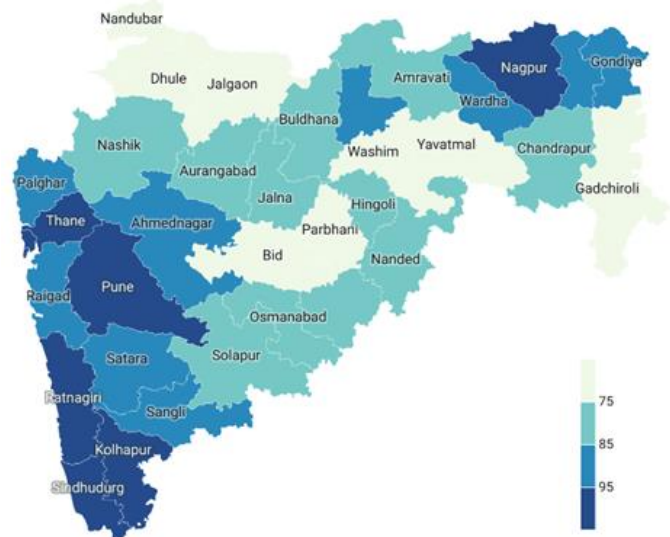 Nandubar
Dhule
Jalgaon
Nagpur
Gondiya
Amravati
Wardha
Buldhana
Nashik
Washim
Yavatmal
Chandrapur
Aurangabad
Palghar
Jalna
Hingoli
Gadchiroli
Thane
Ahmednagar
Parbhani
Bid
Nanded
Pune
Raigad
Osmanabad
Satara
Solapur
Ratnagiri
Sangli
Kolhapur
Sindhudurg
75
85
95